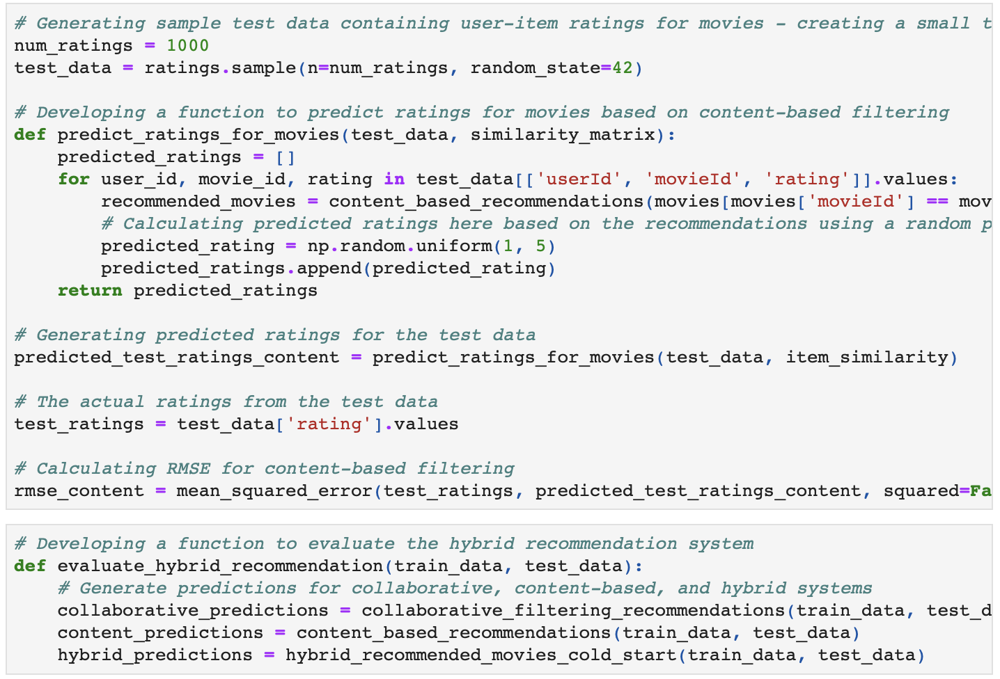 # Generating sample test data containing user-item ratings for movies - creating a small
num_ratings = 1000
test_data = ratings.sample(n=num_ratings, random_state=42)
# Developing a function to predict ratings for movies based on content-based filtering
def predict_ratings_for_movies(test_data, similarity_matrix):
    predicted_ratings = []
    for user_id, movie_id, rating in test_data[['userId', 'movieId', 'rating']].values:
        recommended_movies = content_based_recommendations(movies[movies['movieId'] == mov
        # Calculating predicted ratings here based on the recommendations using a random p
        predicted_rating = np.random.uniform(1, 5)
        predicted_ratings.append(predicted_rating)
    return predicted_ratings
# Generating predicted ratings for the test data
predicted_test_ratings_content = predict_ratings_for_movies(test_data, item_similarity)
# The actual ratings from the test data
test_ratings = test_data['rating'].values
# Calculating RMSE for content-based filtering
rmse_content = mean_squared_error(test_ratings, predicted_test_ratings_content, squared=Fa
# Developing a function to evaluate the hybrid recommendation system
def evaluate_hybrid_recommendation(train_data, test_data):
    # Generate predictions for collaborative, content-based, and hybrid systems
    collaborative_predictions = collaborative_filtering_recommendations(train_data, test_d
    content_predictions = content_based_recommendations(train_data, test_data)
    hybrid_predictions = hybrid_recommended_movies_cold_start(train_data, test_data)